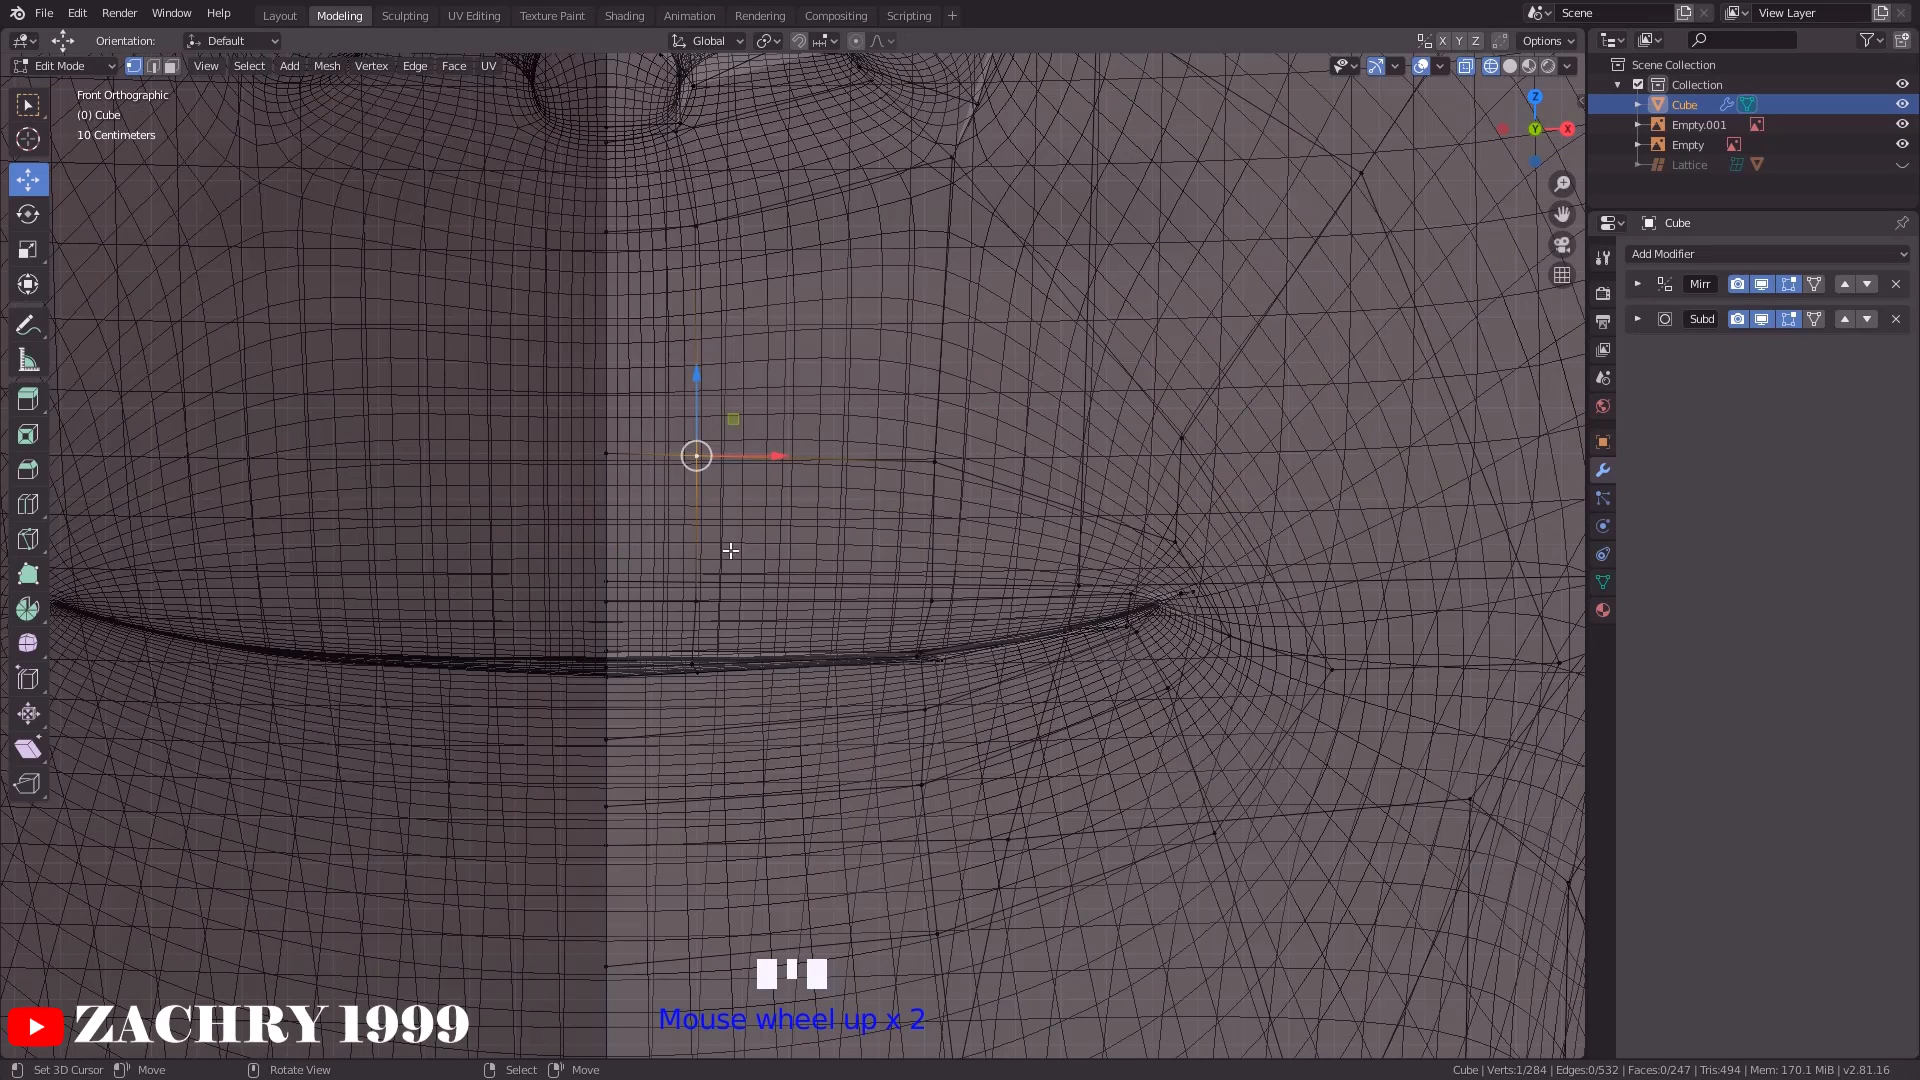 File Edit Render Window Help Layout Modeling Sculpting UV Editing Texture Paint Shading Animation Rendering Compositing Scripting + Scene View Layer
Orientation: Default Global X Y Z Options
Edit Mode View Select Add Mesh Vertex Edge Face UV
Front Orthographic
(0) Cube
10 Centimeters
Z
Y
X
Scene Collection
Collection
Cube
Empty.001
Empty
Lattice
Cube
Add Modifier
Mirr
Subd
ZACHRY 1999
Mouse wheel up x 2
Set 3D Cursor Move Rotate View Select Move Cube | Verts:1/284 | Edges:0/532 | Faces:0/247 | Tris:494 | Mem: 170.1 MiB | v2.81.16